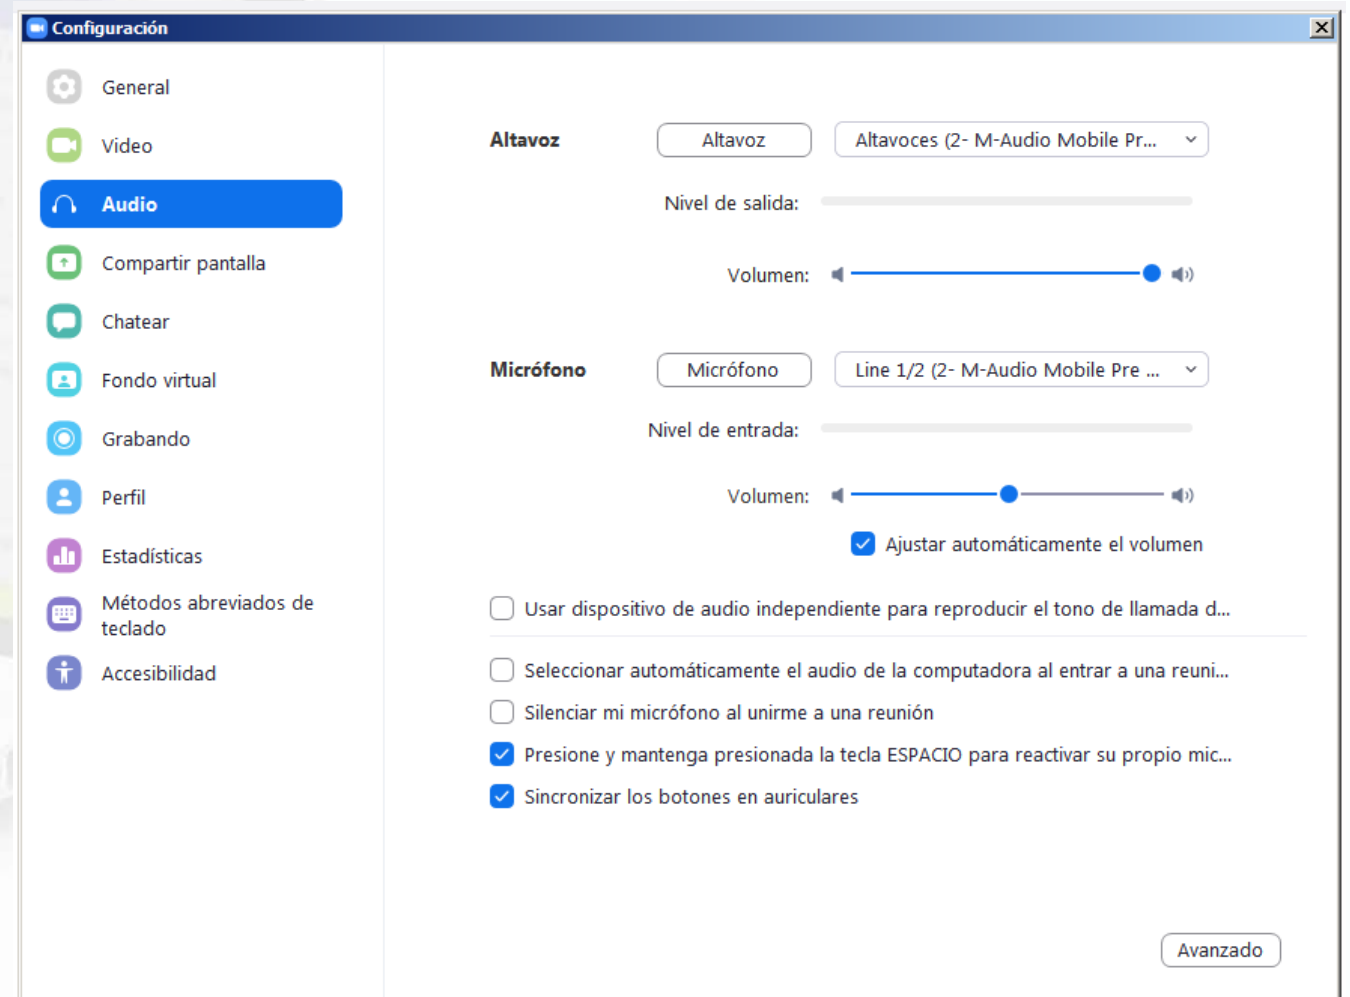 Configuración
General
Video
Audio
Compartir pantalla
Chatear
Fondo virtual
Grabando
Perfil
Estadísticas
Métodos abreviados de
teclado
Accesibilidad
Altavoz
Altavoz
Altavoces (2- M-Audio Mobile Pr...
Nivel de salida:
Volumen:
Micrófono
Micrófono
Line 1/2 (2- M-Audio Mobile Pre ...
Nivel de entrada:
Volumen:
Ajustar automáticamente el volumen
Usar dispositivo de audio independiente para reproducir el tono de llamada d...
Seleccionar automáticamente el audio de la computadora al entrar a una reuni...
Silenciar mi micrófono al unirme a una reunión
Presione y mantenga presionada la tecla ESPACIO para reactivar su propio mic...
Sincronizar los botones en auriculares
Avanzado